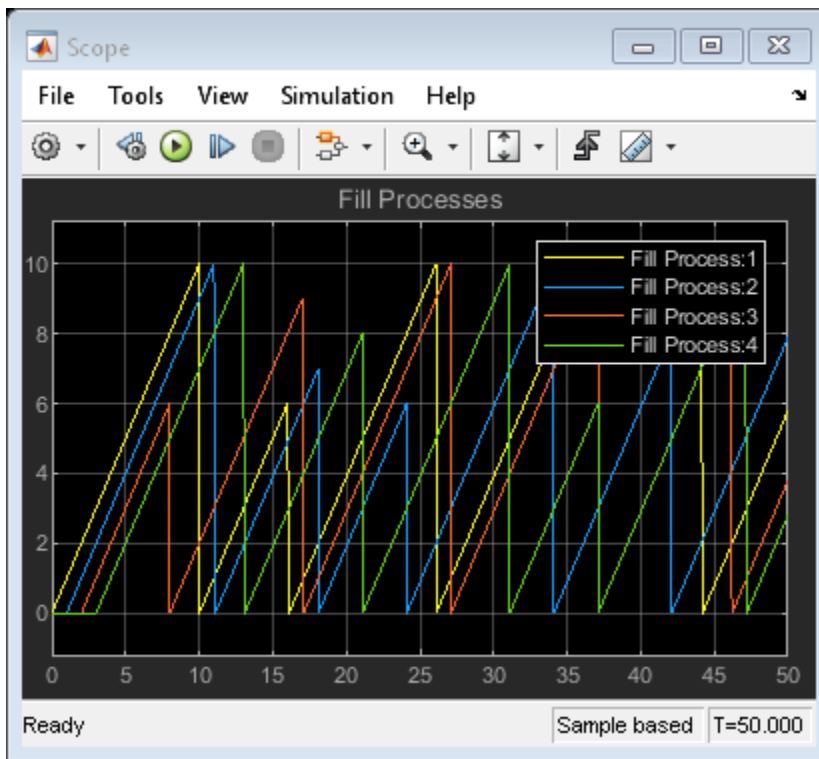 Scope
File Tools View Simulation Help
Fill Processes
Fill Process:1
Fill Process:2
Fill Process:3
Fill Process:4
10
8
6
4
2
0
0 5 10 15 20 25 30 35 40 45 50
Ready Sample based T=50.000